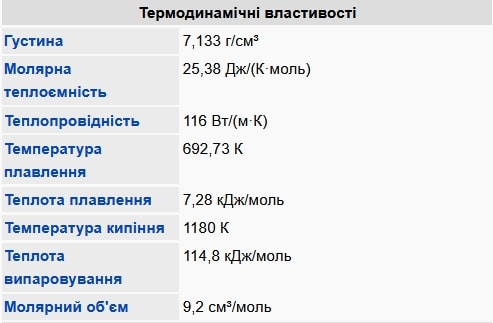 Термодинамічні властивості
Густина 7,133 г/см³
Молярна 25,38 Дж/(К·моль)
теплоємність
Теплопровідність 116 Вт/(м·К)
Температура 692,73 К
плавлення
Теплота плавлення 7,28 кДж/моль
Температура кипіння 1180 К
Теплота 114,8 кДж/моль
випаровування
Молярний об'єм 9,2 см³/моль